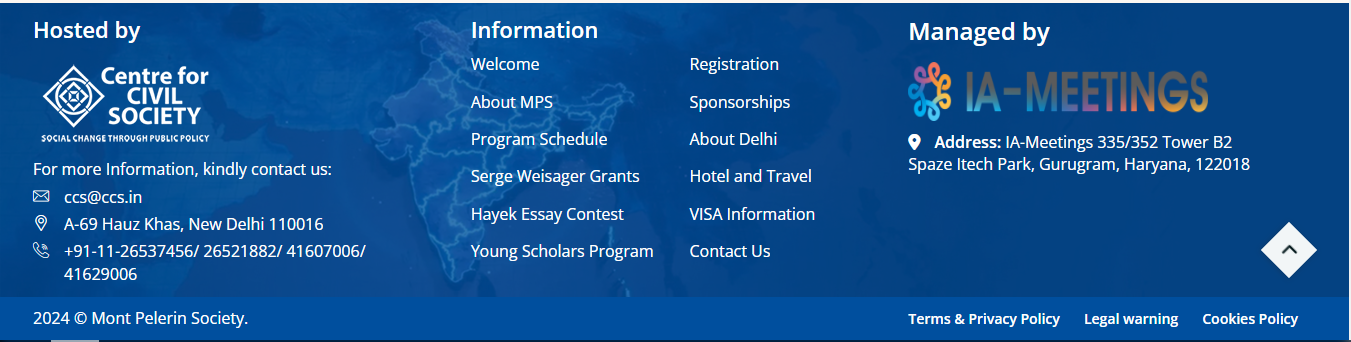 Hosted by
Centre for
CIVIL
SOCIETY
SOCIAL CHANGE THROUGH PUBLIC POLICY
For more Information, kindly contact us:
ccs@ccs.in
A-69 Hauz Khas, New Delhi 110016
+91-11-26537456/ 26521882/ 41607006/
41629006
Information
Welcome
About MPS
Program Schedule
Serge Weisager Grants
Hayek Essay Contest
Young Scholars Program
Registration
Sponsorships
About Delhi
Hotel and Travel
VISA Information
Contact Us
Managed by
IA-MEETINGS
Address: IA-Meetings 335/352 Tower B2
Spaze Itech Park, Gurugram, Haryana, 122018
2024 © Mont Pelerin Society.
Terms & Privacy Policy
Legal warning
Cookies Policy